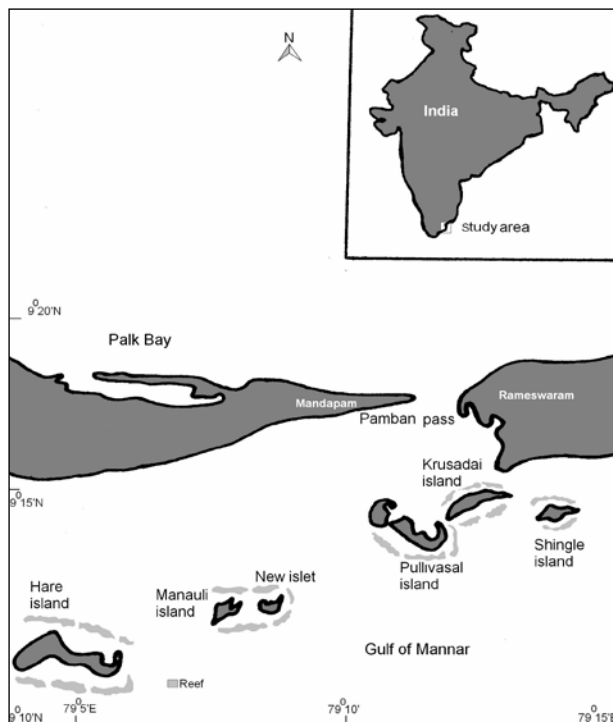 N
India
study area
9°20'N
Palk Bay
Mandapam
Rameswaram
Pamban pass
Krusadai
island
9°15'N
Shingle
island
Pullivasal
island
New islet
Manauli
island
Hare
island
Gulf of Mannar
Reef
79°5'E
79°10'
79°15'E
9°10'N